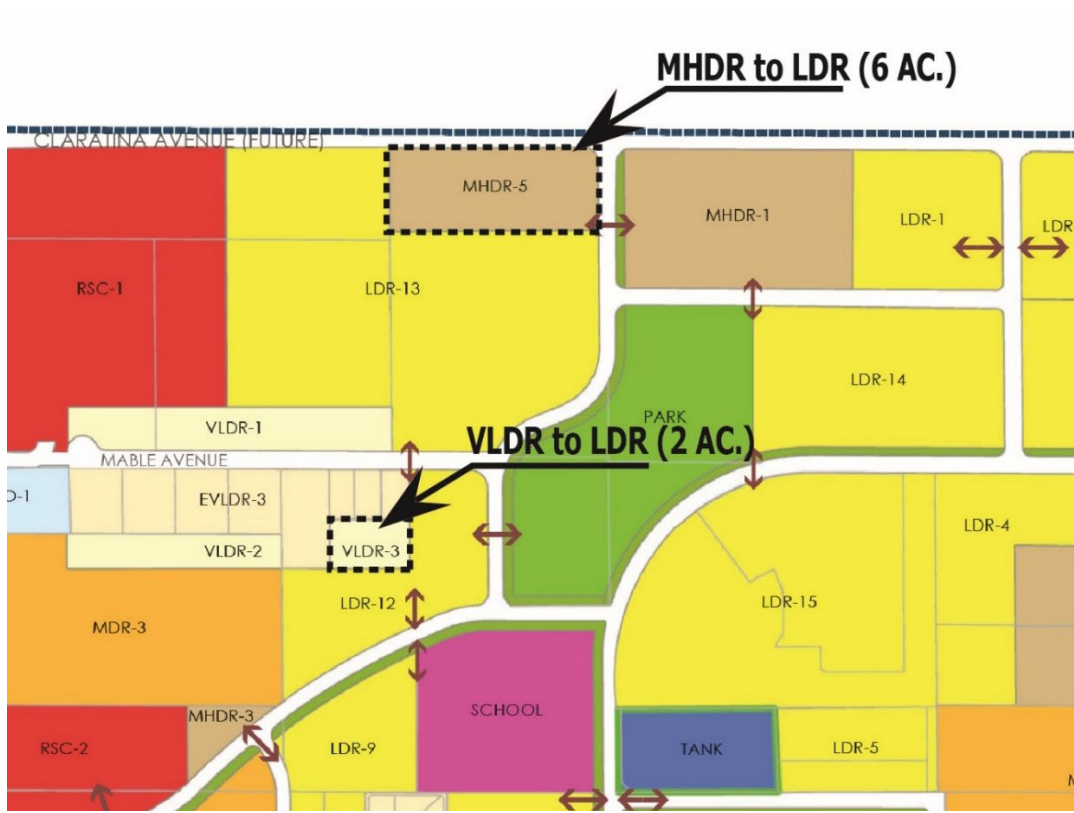 MHDR to LDR (6 AC.)
CLARATINA AVENUE (FUTURE)
MHDR-5
MHDR-1
LDR-1
LDR
RSC-1
LDR-13
LDR-14
PARK
VLDR-1
VLDR to LDR (2 AC.)
MABLE AVENUE
O-1
EVLDR-3
LDR-4
VLDR-2
VLDR-3
LDR-12
LDR-15
MDR-3
SCHOOL
MHDR-3
RSC-2
LDR-9
TANK
LDR-5